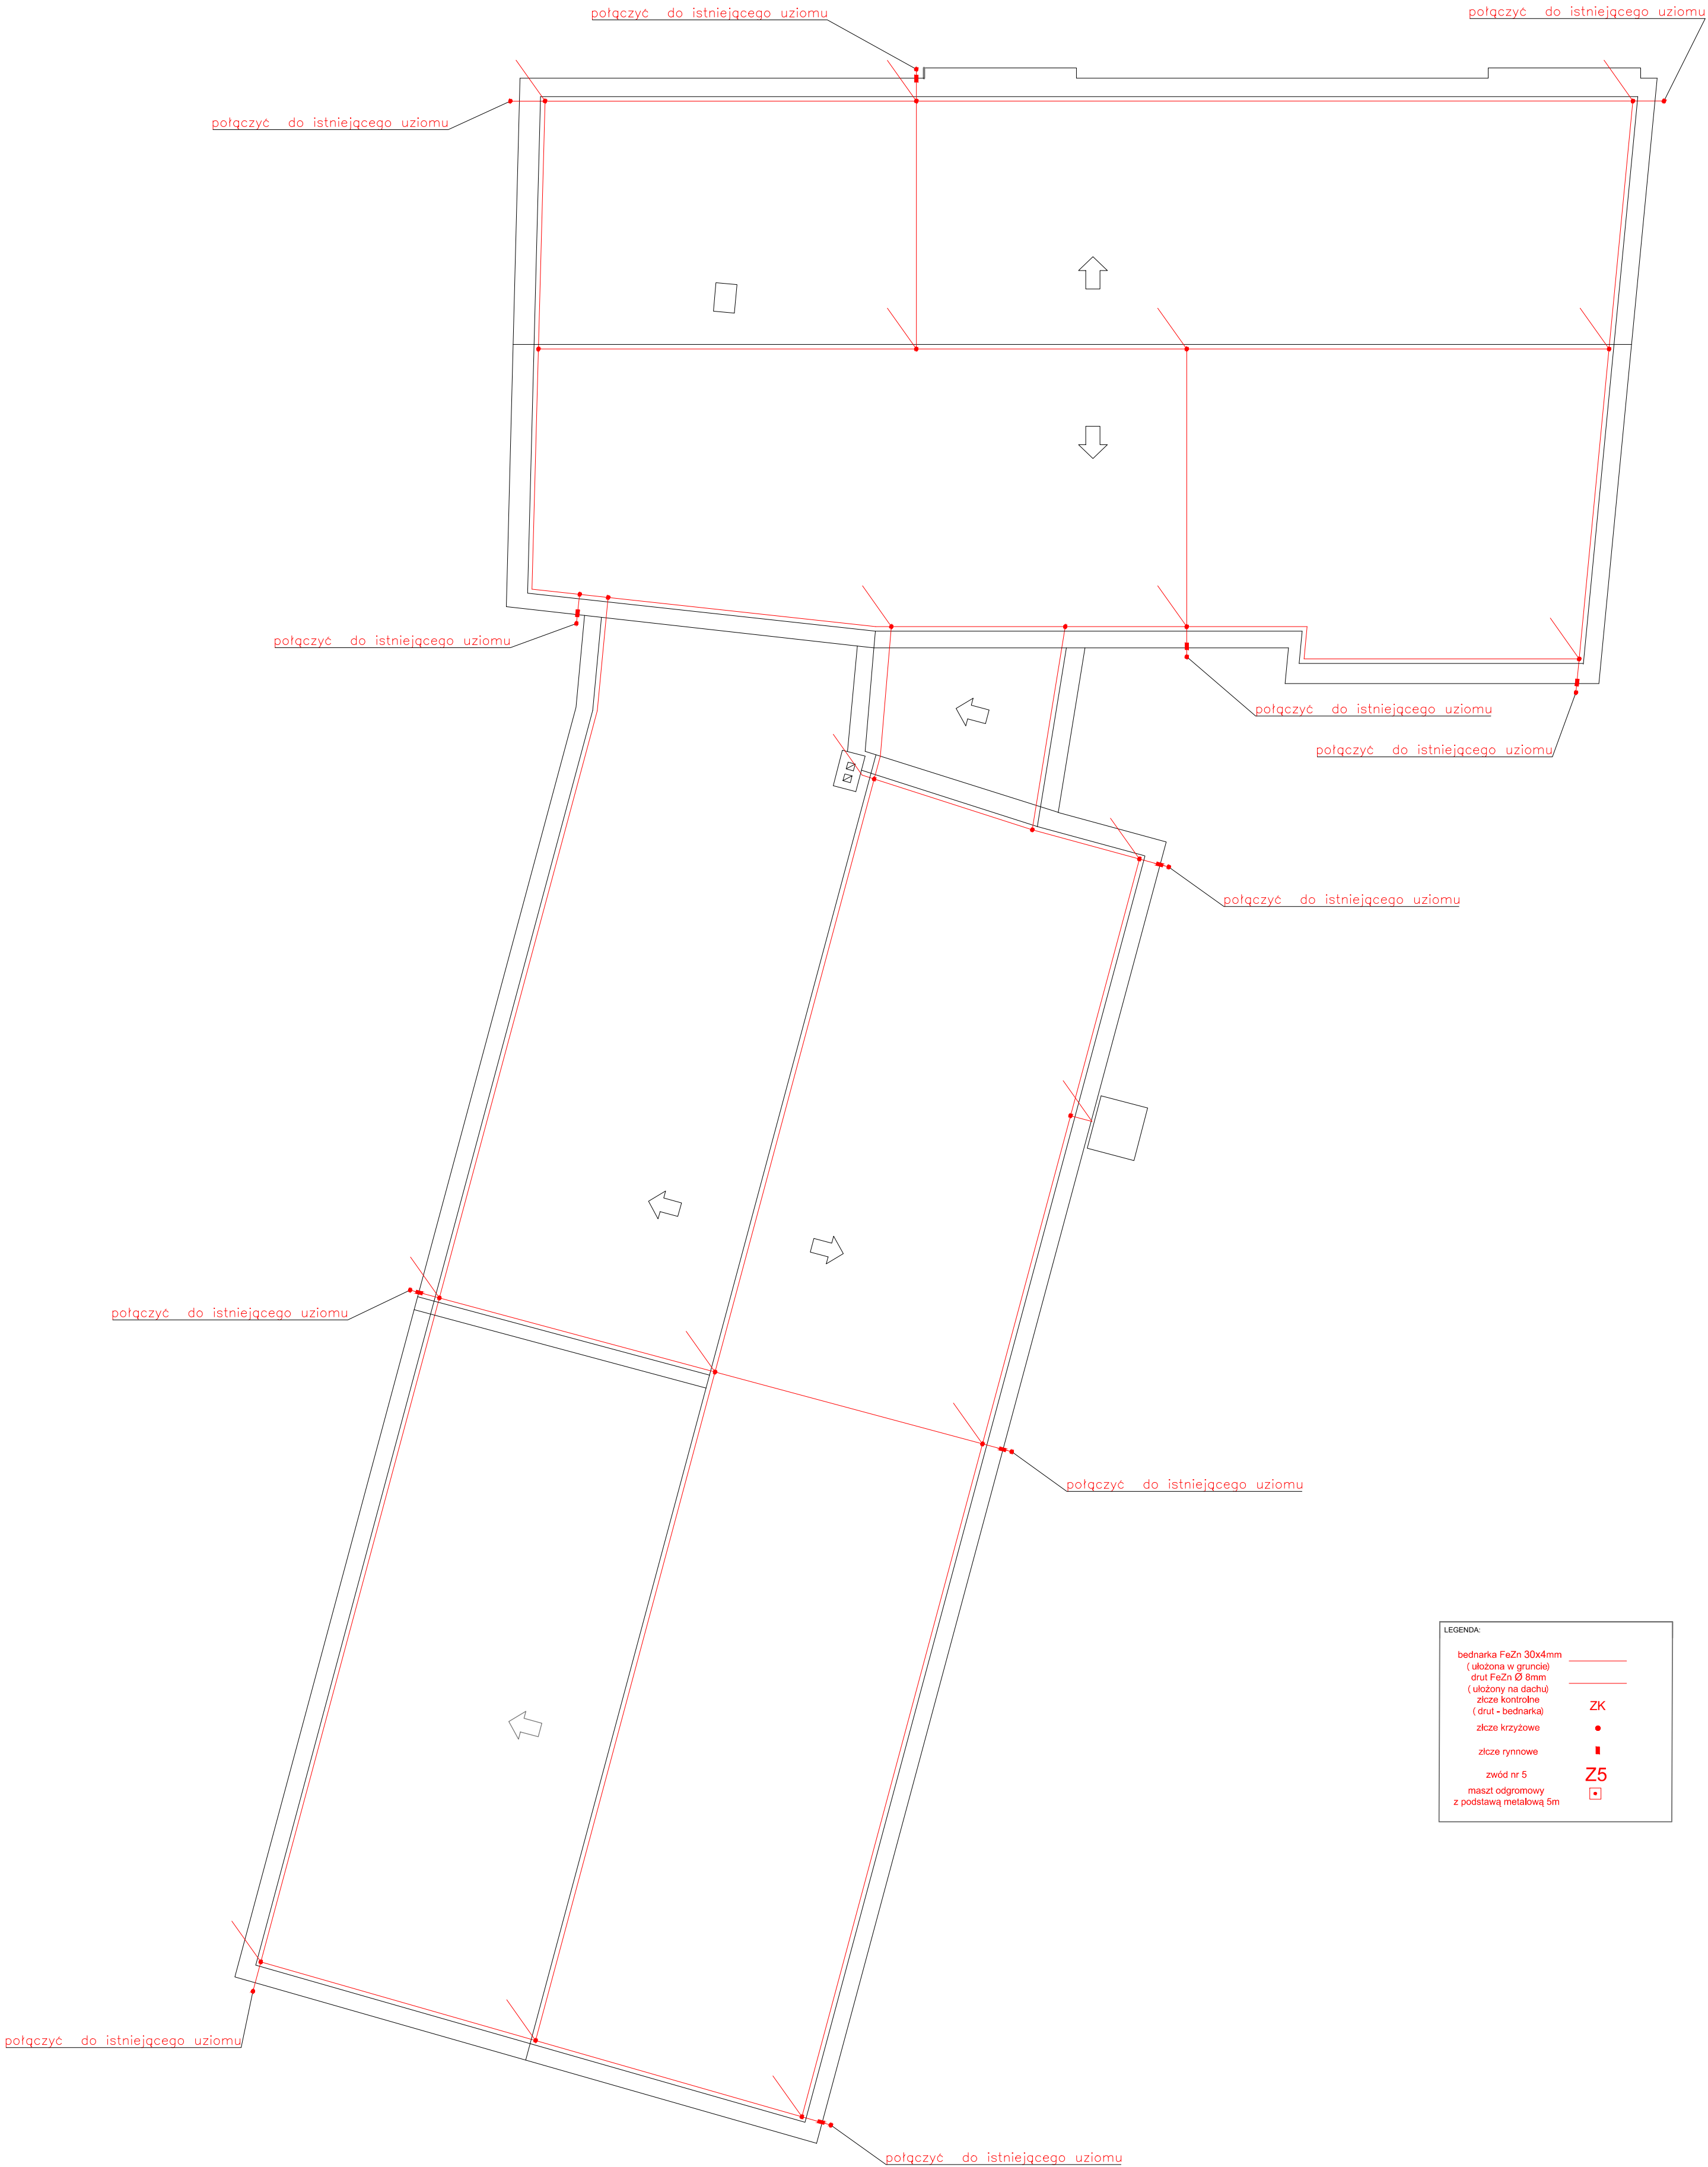 połączyć do istniejącego uziomu
połączyć do istniejącego uziomu
połączyć do istniejącego uziomu
połączyć do istniejącego uziomu
połączyć do istniejącego uziomu
połączyć do istniejącego uziomu
połączyć do istniejącego uziomu
połączyć do istniejącego uziomu
połączyć do istniejącego uziomu
połączyć do istniejącego uziomu
połączyć do istniejącego uziomu
LEGENDA:
bednarka FeZn 30x4mm
( ułożona w gruncie)
drut FeZn Ø 8mm
( ułożony na dachu)
złcze kontrolne
( drut - bednarka) ZK
złcze krzyżowe
złcze rynnowe
zwód nr 5 Z5
maszt odgromowy
z podstawą metalową 5m